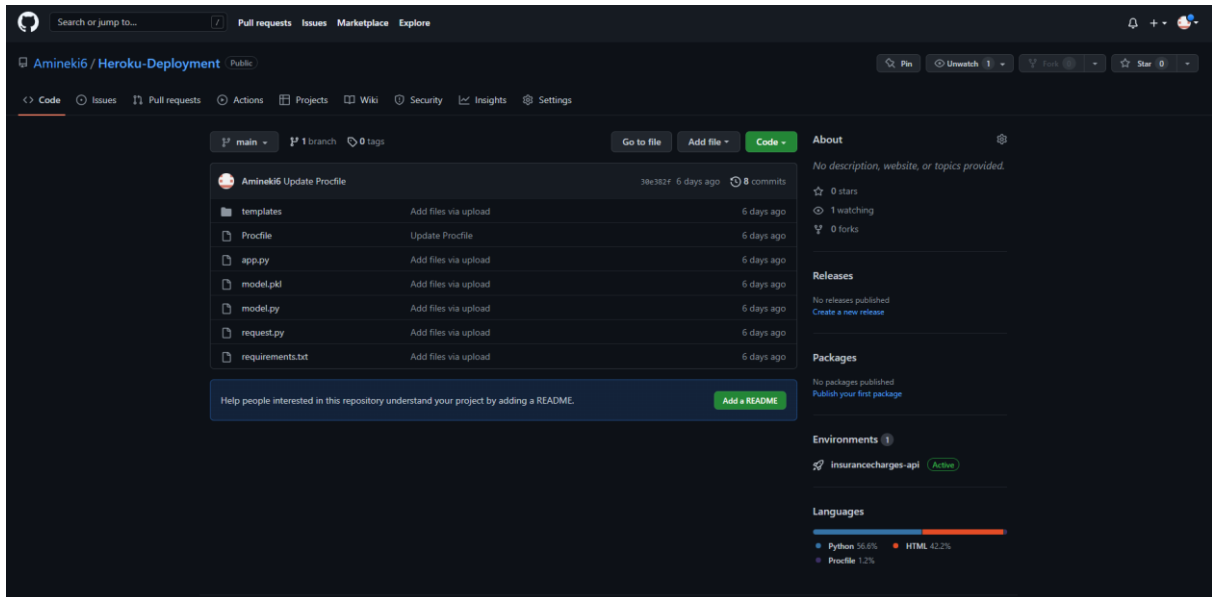 Search or jump to... / Pull requests Issues Marketplace Explore
Amineki6 / Heroku-Deployment Public Pin Unwatch 1 Fork Star 0
Code Issues Pull requests Actions Projects Wiki Security Insights Settings
main 1 branch 0 tags Go to file Add file Code
Amineki6 Update Procfile 30e382f 6 days ago 8 commits
templates Add files via upload 6 days ago
Procfile Update Procfile 6 days ago
app.py Add files via upload 6 days ago
model.pkl Add files via upload 6 days ago
model.py Add files via upload 6 days ago
request.py Add files via upload 6 days ago
requirements.txt Add files via upload 6 days ago
Help people interested in this repository understand your project by adding a README. Add a README
About
No description, website, or topics provided.
0 stars
1 watching
0 forks
Releases
No releases published
Create a new release
Packages
No packages published
Publish your first package
Environments 1
insurancecharges-api Active
Languages
Python 56.6% HTML 42.2%
Procfile 1.2%